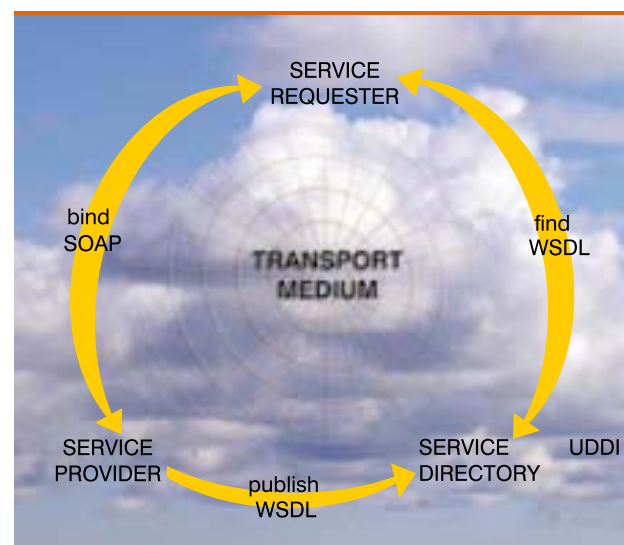 SERVICE
REQUESTER
bind
SOAP
find
WSDL
TRANSPORT
MEDIUM
SERVICE
PROVIDER
SERVICE UDDI
DIRECTORY
publish
WSDL